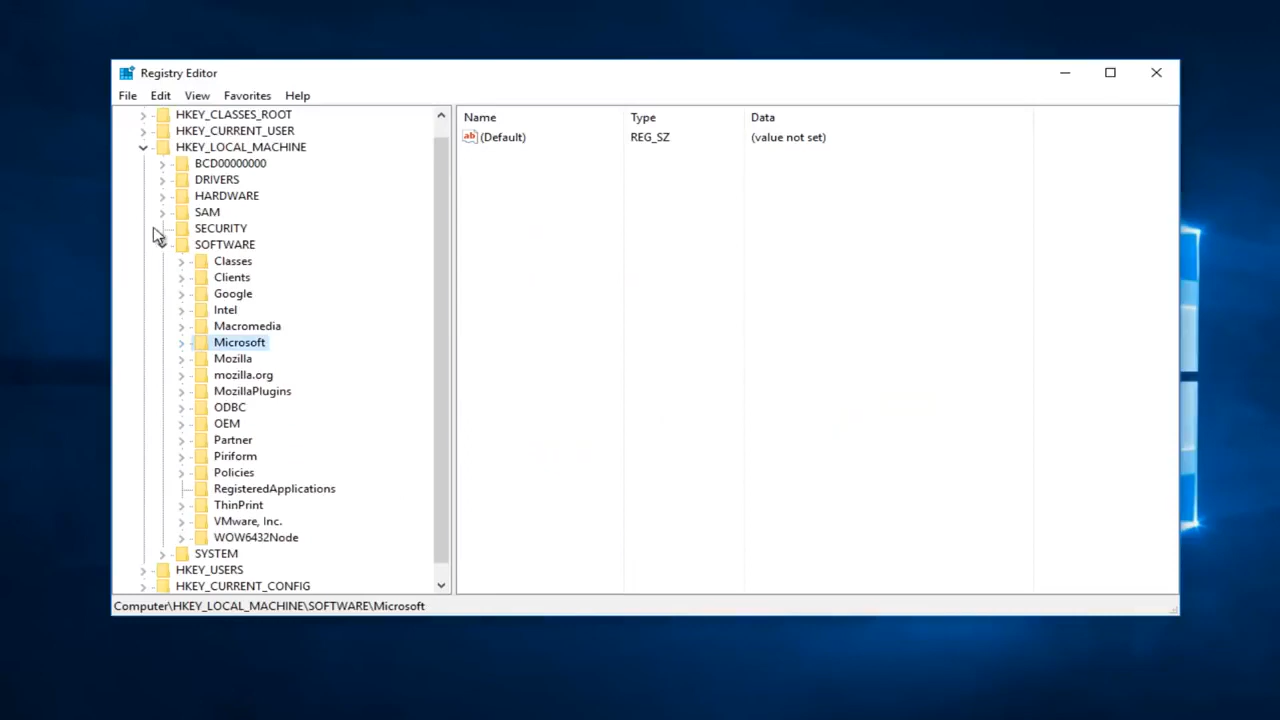 Registry Editor
File Edit View Favorites Help
HKEY_CLASSES_ROOT
HKEY_CURRENT_USER
HKEY_LOCAL_MACHINE
BCD00000000
DRIVERS
HARDWARE
SAM
SECURITY
SOFTWARE
Classes
Clients
Google
Intel
Macromedia
Microsoft
Mozilla
mozilla.org
MozillaPlugins
ODBC
OEM
Partner
Piriform
Policies
RegisteredApplications
ThinPrint
VMware, Inc.
WOW6432Node
SYSTEM
HKEY_USERS
HKEY_CURRENT_CONFIG
Name Type Data
ab (Default) REG_SZ (value not set)
Computer\HKEY_LOCAL_MACHINE\SOFTWARE\Microsoft